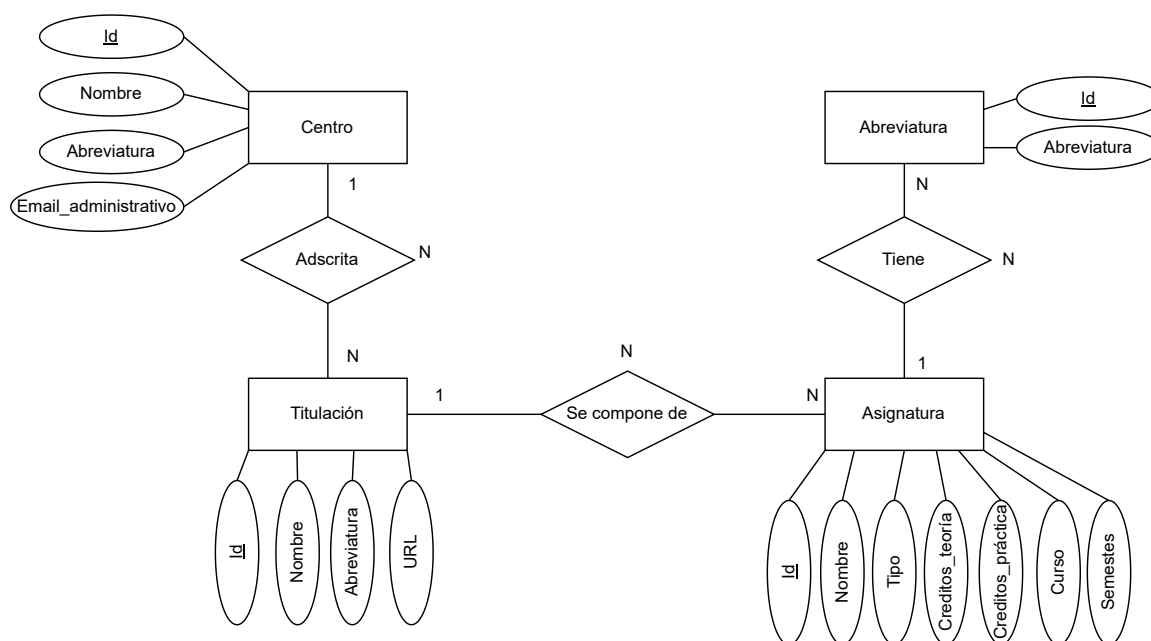 Id
Nombre
Abreviatura
Email_administrativo
Centro
1
Adscrita
N
N
Titulación
Id
Nombre
Abreviatura
URL
1
N
Se compone de
N
Abreviatura
Id
Abreviatura
N
Tiene
N
1
Asignatura
Id
Nombre
Tipo
Creditos_teoría
Creditos_práctica
Curso
Semestes